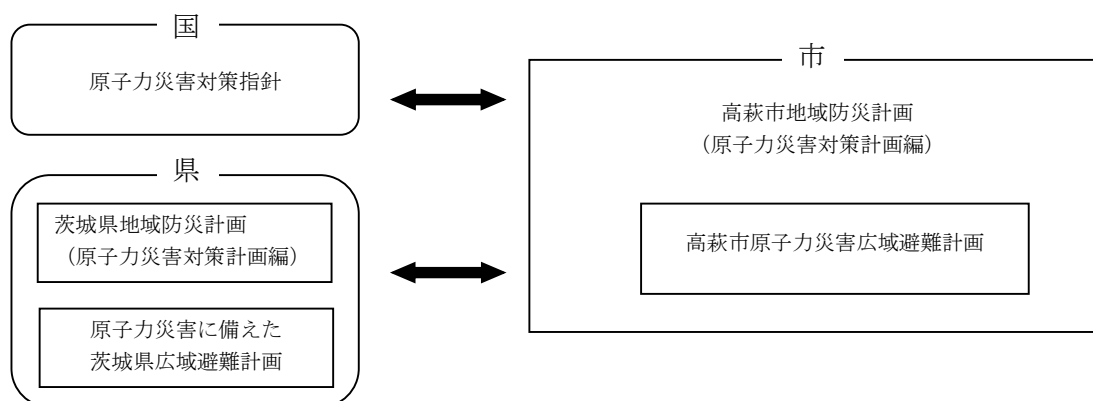 国
原子力災害対策指針
県
茨城県地域防災計画
（原子力災害対策計画編）
原子力災害に備えた
茨城県広域避難計画
市
高萩市地域防災計画
（原子力災害対策計画編）
高萩市原子力災害広域避難計画